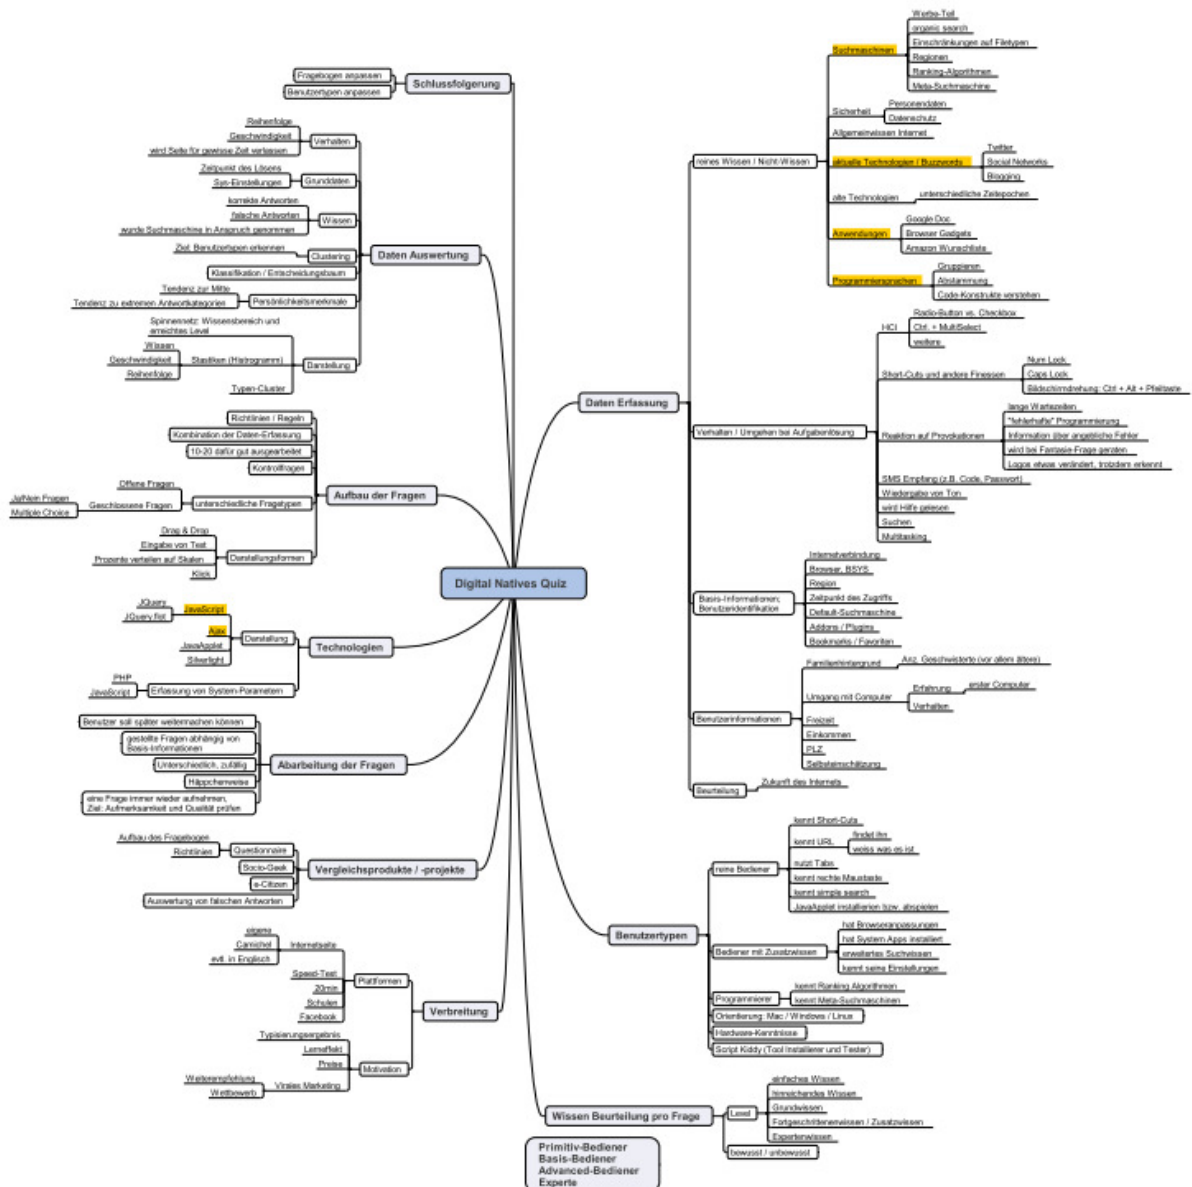 Digital Natives Quiz
Schlussfolgerung
Fragebogen anpassen
Benutzertypen anpassen
Daten Auswertung
Verhalten
Reihenfolge
Geschwindigkeit
wird Seite für gewisse Zeit verlassen
Grunddaten
Zeitpunkt des Lösens
Sys-Einstellungen
Wissen
korrekte Antworten
falsche Antworten
wurde Suchmaschine in Anspruch genommen
Clustering
Ziel: Benutzertypen erkennen
Klassifikation / Entscheidungsbaum
Persönlichkeitsmerkmale
Tendenz zur Mitte
Tendenz zu extremen Antwortkategorien
Darstellung
Spinnennetz: Wissensbereich und
erreichtes Level
Stastiken (Histrogramm)
Wissen
Geschwindigkeit
Reihenfolge
Typen-Cluster
Aufbau der Fragen
Richtlinien / Regeln
Kombination der Daten-Erfassung
10-20 dafür gut ausgearbeitet
Kontrollfragen
unterschiedliche Fragetypen
Offene Fragen
Geschlossene Fragen
Ja/Nein Fragen
Multiple Choice
Darstellungsformen
Drag & Drop
Eingabe von Text
Prozente verteilen auf Skalen
Klick
Technologien
Darstellung
JavaScript
JQuery
JQuery.flot
Ajax
JavaApplet
Silverlight
Erfassung von System-Parametern
PHP
JavaScript
Abarbeitung der Fragen
Benutzer soll später weitermachen können
gestellte Fragen abhängig von
Basis-Informationen
Unterschiedlich, zufällig
Häppchenweise
eine Frage immer wieder aufnehmen,
Ziel: Aufmerksamkeit und Qualität prüfen
Vergleichsprodukte / -projekte
Questionnaire
Aufbau des Fragebogen
Richtlinien
Socio-Geek
e-Citizen
Auswertung von falschen Antworten
Verbreitung
Plattformen
Internetseite
eigene
evtl. in Englisch
Speed-Test
20min
Schulen
Facebook
Motivation
Typisierungsergebnis
Lerneffekt
Preise
Virales Marketing
Weiterempfehlung
Wettbewerb
Daten Erfassung
reines Wissen / Nicht-Wissen
Suchmaschinen
Werbe-Teil
organic search
Einschränkungen auf Filetypen
Regionen
Ranking-Algorithmen
Meta-Suchmaschine
Sicherheit
Personendaten
Datenschutz
Allgemeinwissen Internet
aktuelle Technologien / Buzzwords
Twitter
Social Networks
Blogging
alte Technologien
unterschiedliche Zeitepochen
Anwendungen
Google Doc
Browser Gadgets
Amazon Wunschliste
Programmiersprachen
Gruppieren
Abstammung
Code-Konstrukte verstehen
Verhalten / Umgehen bei Aufgabenlösung
HCI
Radio-Button vs. Checkbox
Ctrl. + MultiSelect
weitere
Short-Cuts und andere Finessen
Num Lock
Caps Lock
Bildschirmdrehung: Ctrl + Alt + Pfeiltaste
Reaktion auf Provokationen
lange Wartezeiten
"fehlerhafte" Programmierung
Information über angebliche Fehler
wird bei Fantasie-Frage geraten
Logos etwas verändert, trotzdem erkennt
SMS Empfang (z.B. Code, Passwort)
Wiedergabe von Ton
wird Hilfe gelesen
Suchen
Multitasking
Basis-Informationen;
Benutzeridentifikation
Internetverbindung
Browser, BSYS
Region
Zeitpunkt des Zugriffs
Default-Suchmaschine
Addons / Plugins
Bookmarks / Favoriten
Benutzerinformationen
Familienhintergrund
Anz. Geschwisterte (vor allem ältere)
Umgang mit Computer
Erfahrung
erster Computer
Verhalten
Freizeit
Einkommen
PLZ
Selbsteinschätzung
Beurteilung
Zukunft des Internets
Benutzertypen
reine Bediener
kennt Short-Cuts
kennt URL
findet ihn
weiss was es ist
nutzt Tabs
kennt rechte Maustaste
kennt simple search
JavaApplet installieren bzw. abspielen
Bediener mit Zusatzwissen
hat Browseranpassungen
hat System Apps installiert
erweitertes Suchwissen
kennt seine Einstellungen
Programmierer
kennt Ranking Algorithmen
kennt Meta-Suchmaschinen
Orientierung: Mac / Windows / Linux
Hardware-Kenntnisse
Script Kiddy (Tool Installierer und Tester)
Wissen Beurteilung pro Frage
Level
einfaches Wissen
hinreichendes Wissen
Grundwissen
Fortgeschrittenenwissen / Zusatzwissen
Expertenwissen
bewusst / unbewusst
Primitiv-Bediener
Basis-Bediener
Advanced-Bediener
Experte